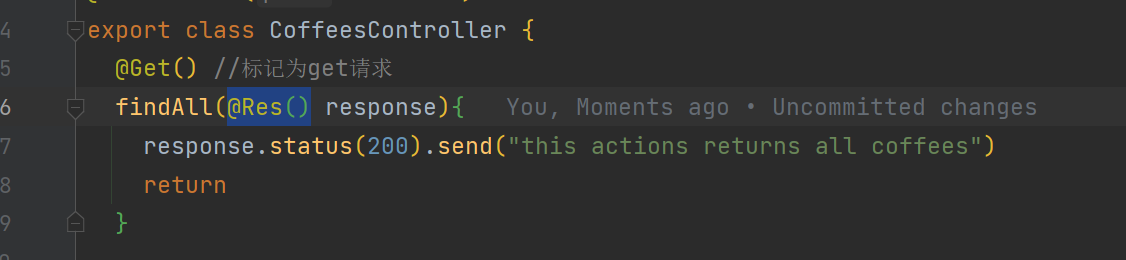 4 export class CoffeesController {
5 @Get() //标记为get请求
6 findAll(@Res() response){ You, Moments ago • Uncommitted changes
7 response.status(200).send("this actions returns all coffees")
8 return
9 }